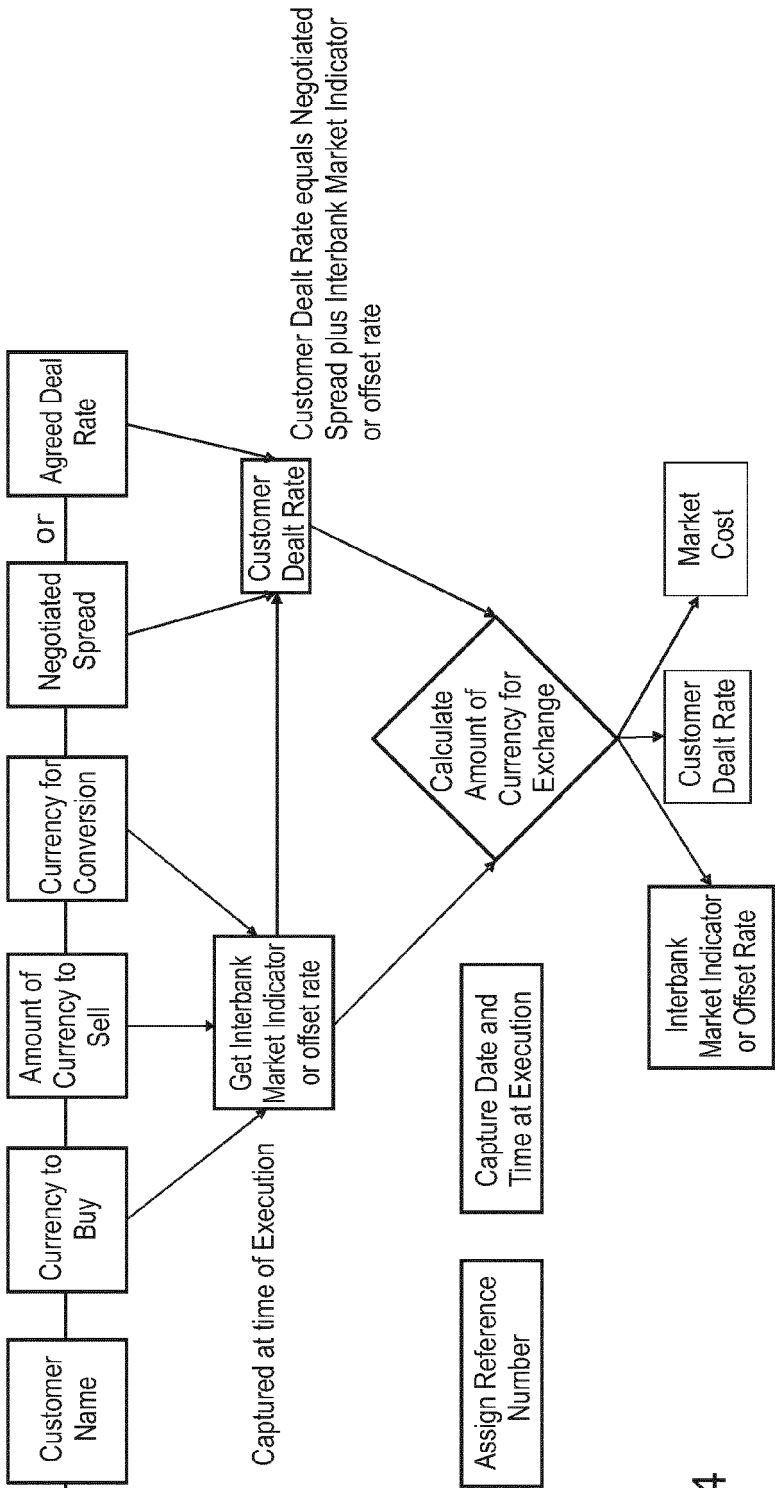 Customer
Name
Currency to
Buy
Amount of
Currency to
Sell
Currency for
Conversion
Negotiated
Spread
or
Agreed Deal
Rate
Captured at time of Execution
Get Interbank
Market Indicator
or offset rate
Customer
Dealt Rate
Customer Dealt Rate equals Negotiated
Spread plus Interbank Market Indicator
or offset rate
Assign Reference
Number
Capture Date and
Time at Execution
Calculate
Amount of
Currency for
Exchange
Interbank
Market Indicator
or Offset Rate
Customer
Dealt Rate
Market
Cost
4